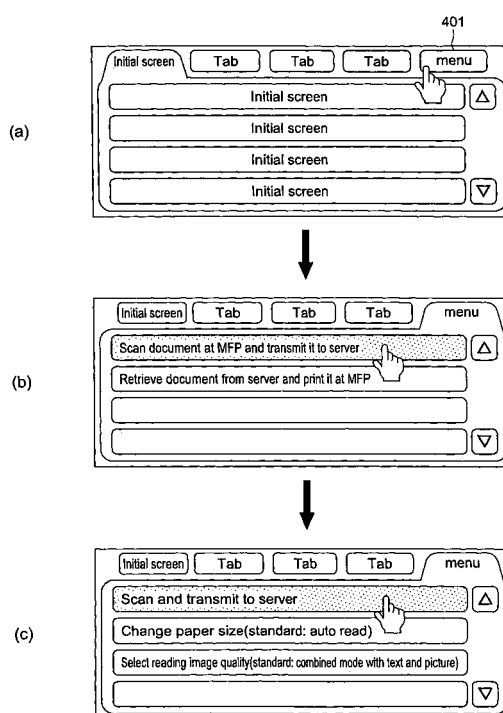 401
Initial screen Tab Tab Tab menu
Initial screen
Initial screen
Initial screen
Initial screen
(a)
Initial screen Tab Tab Tab menu
Scan document at MFP and transmit it to server
Retrieve document from server and print it at MFP
(b)
Initial screen Tab Tab Tab menu
Scan and transmit to server
Change paper size(standard: auto read)
Select reading image quality(standard: combined mode with text and picture)
(c)